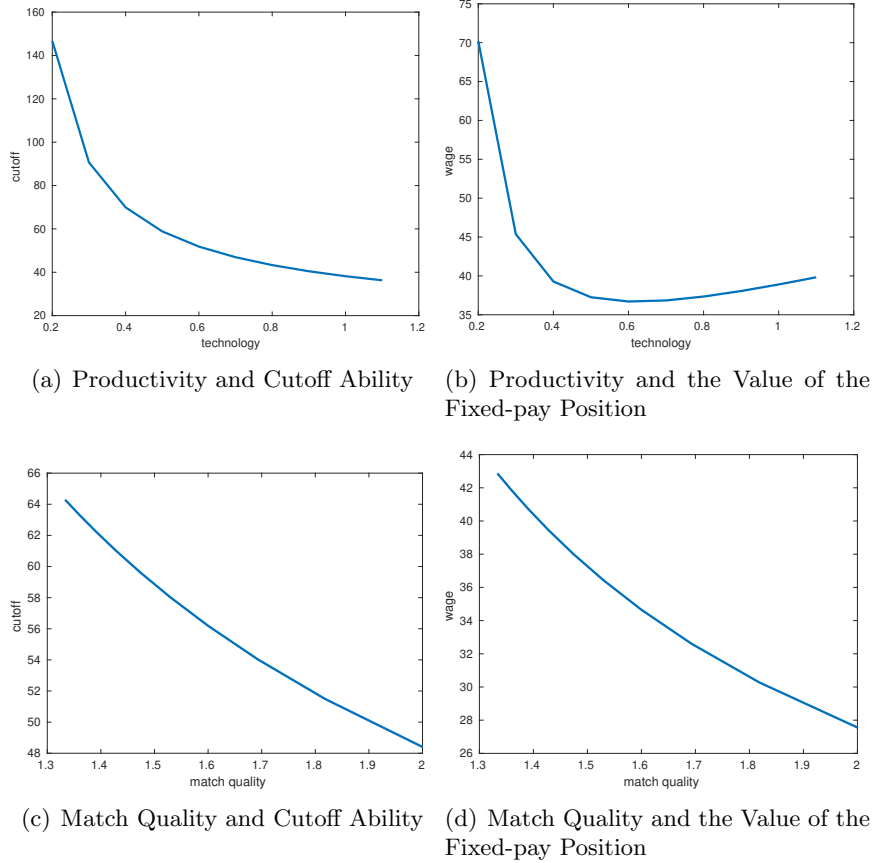 160
140
120
100
80
60
40
20
cutoff
0.2 0.4 0.6 0.8 1 1.2
technology
(a) Productivity and Cutoff Ability
75
70
65
60
55
50
45
40
35
wage
0.2 0.4 0.6 0.8 1 1.2
technology
(b) Productivity and the Value of the
Fixed-pay Position
66
64
62
60
58
56
54
52
50
48
cutoff
1.3 1.4 1.5 1.6 1.7 1.8 1.9 2
match quality
(c) Match Quality and Cutoff Ability
44
42
40
38
36
34
32
30
28
26
wage
1.3 1.4 1.5 1.6 1.7 1.8 1.9 2
match quality
(d) Match Quality and the Value of the
Fixed-pay Position